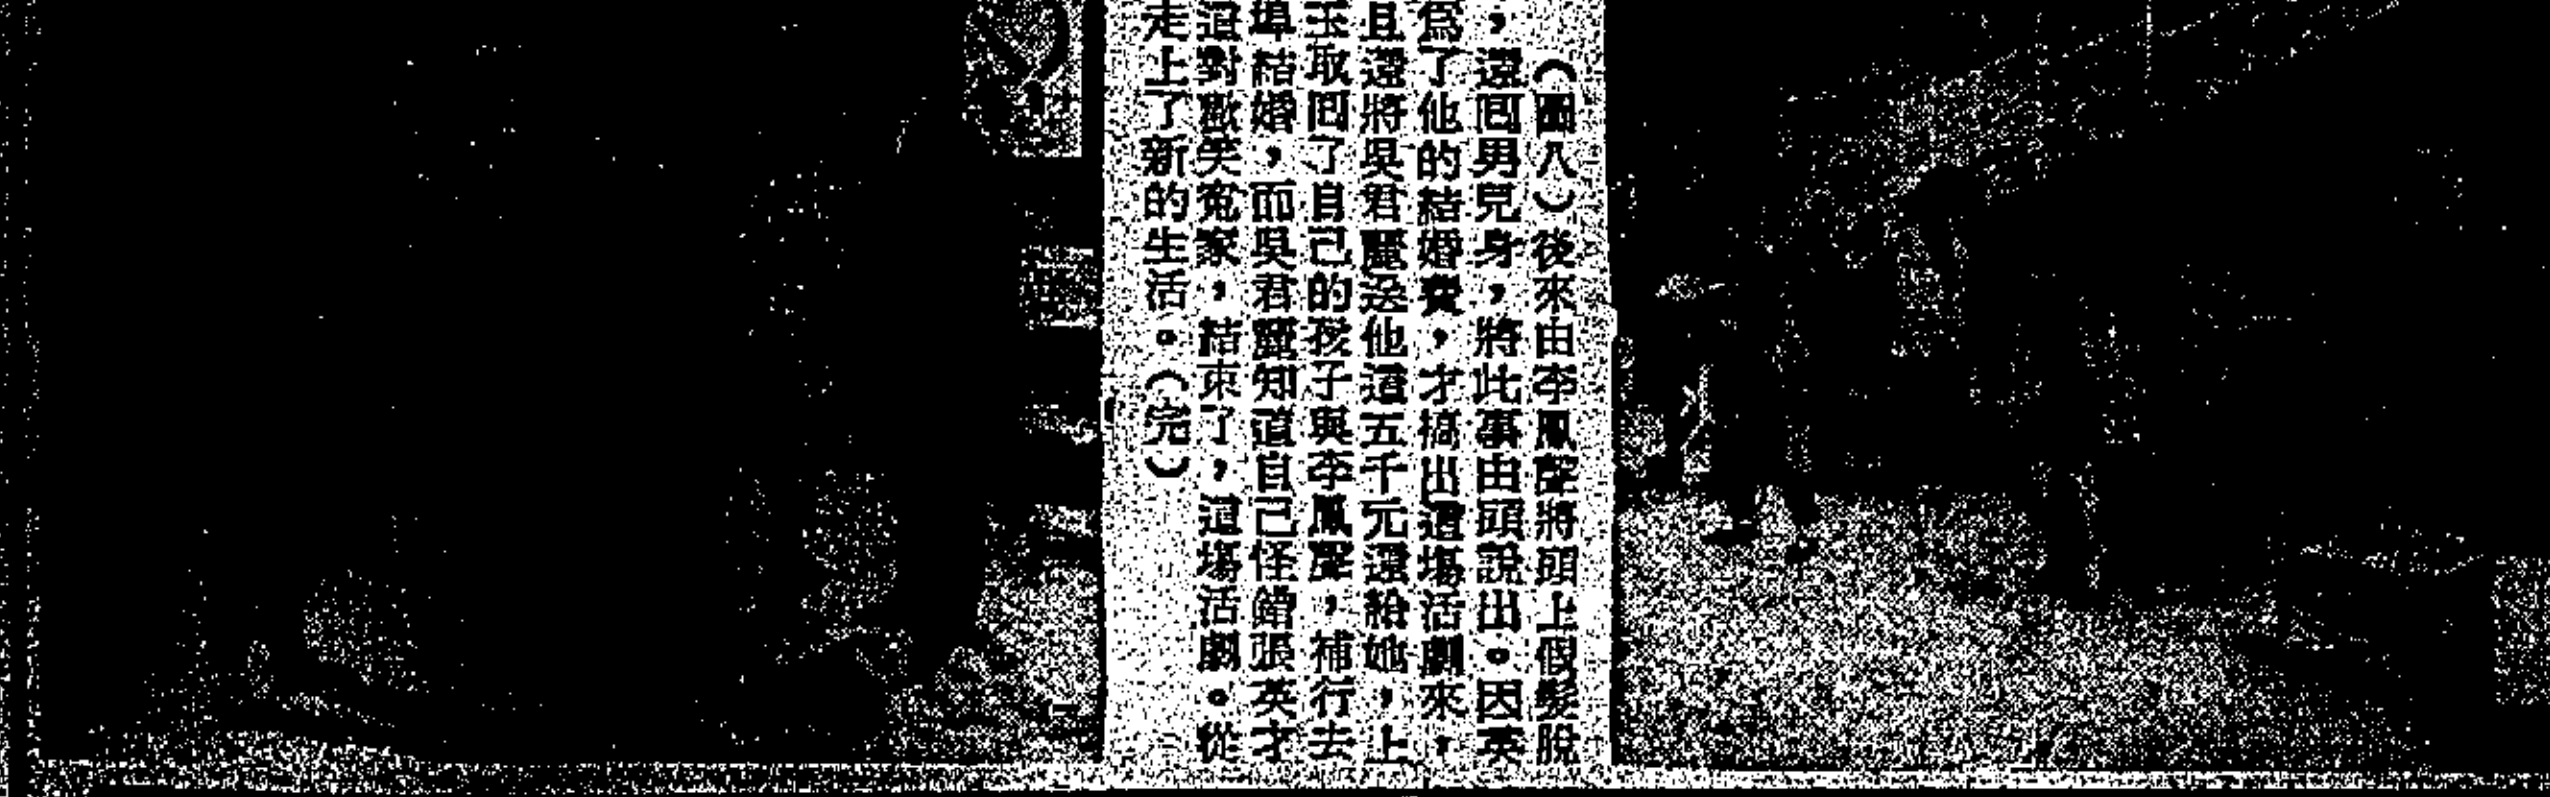 （圖八）後來由李鳳聲將頭上假髮脫
，還囘男兒身，將此事由頭說出。因英
爲了他的結婚費，才搞出這塲活劇來，
且還將吳君麗送他這五千元還給她，上
玉取囘了自己的孩子與李鳳聲，補行去
埠結婚，而吳君麗知道自己怪錯張英才
這對歡笑寃家，結束了，這塲活劇。從
走上了新的生活。（完）